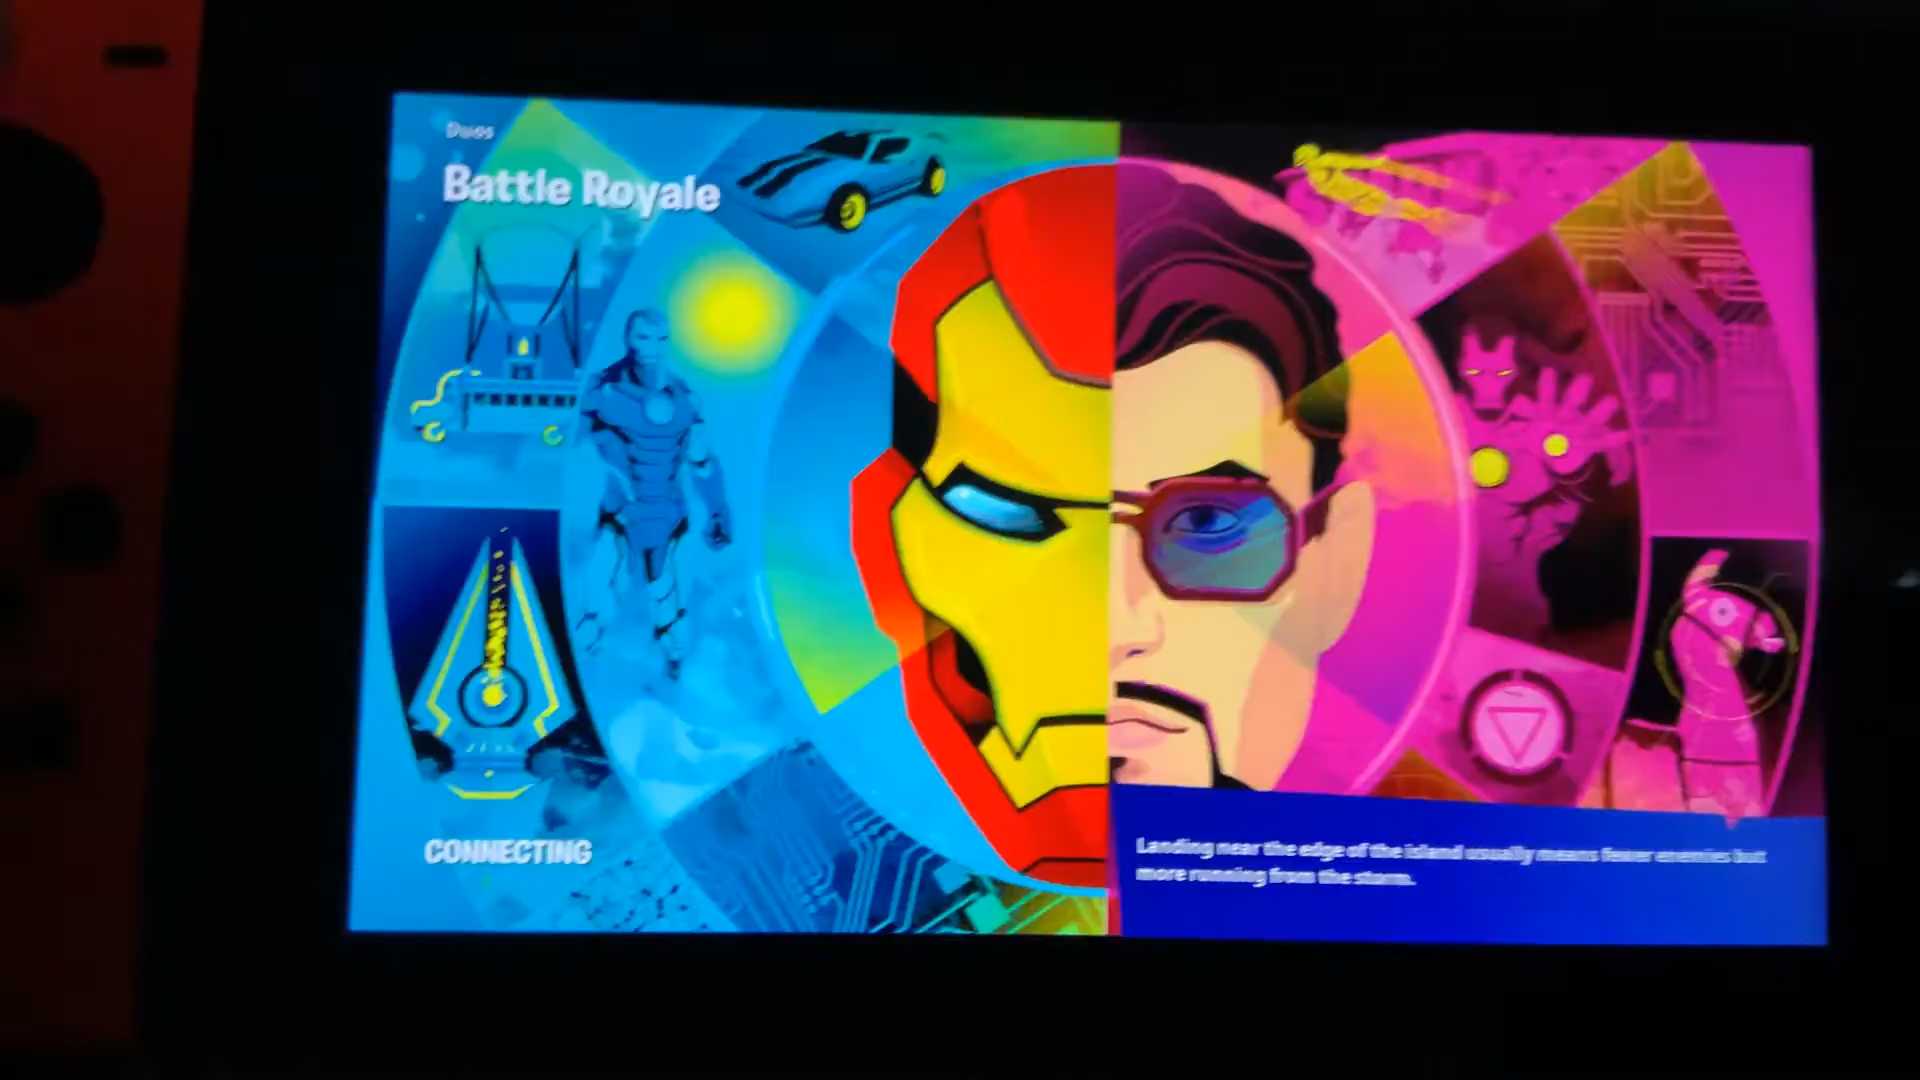 Duos
Battle Royale
CONNECTING
Landing near the edge of the island usually means fewer enemies but
more running from the storm.